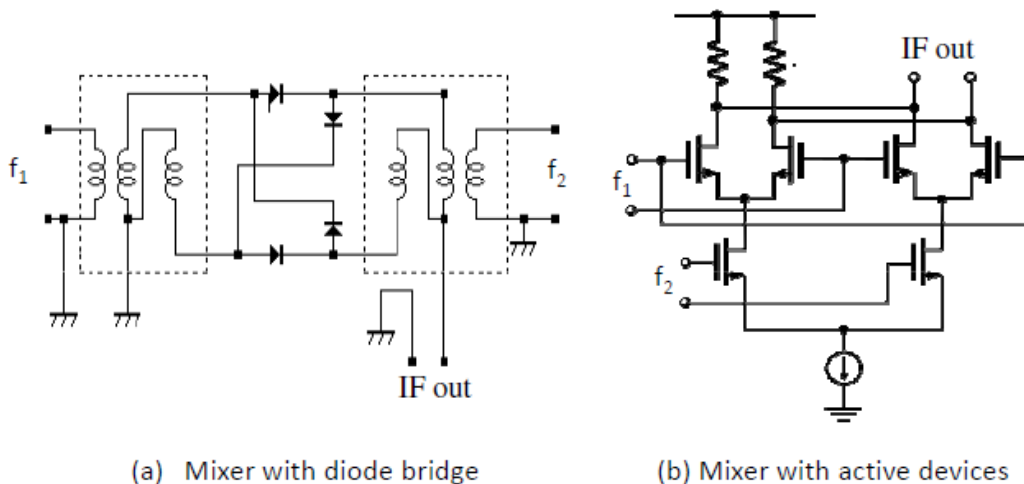 f1
f2
IF out
(a) Mixer with diode bridge
IF out
f1
f2
(b) Mixer with active devices